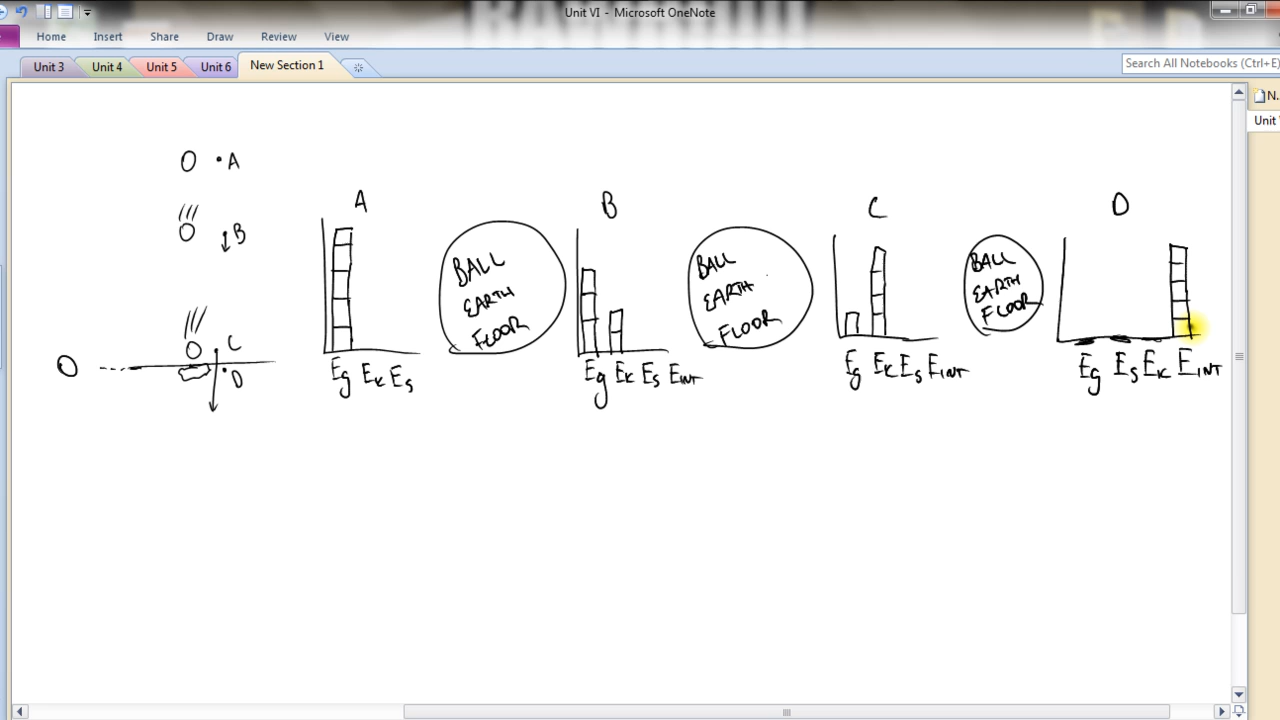 Unit VI - Microsoft OneNote
Home Insert Share Draw Review View
Unit 3 Unit 4 Unit 5 Unit 6 New Section 1
Search All Notebooks (Ctrl+E)
N.
Unit
O • A
O B
O C
O D
A
Eg Ek Es
BALL
EARTH
FLOOR
B
Eg Ek Es EINT
BALL
EARTH
FLOOR
C
Eg Ek Es EINT
BALL
EARTH
FLOOR
D
Eg Es Ek EINT